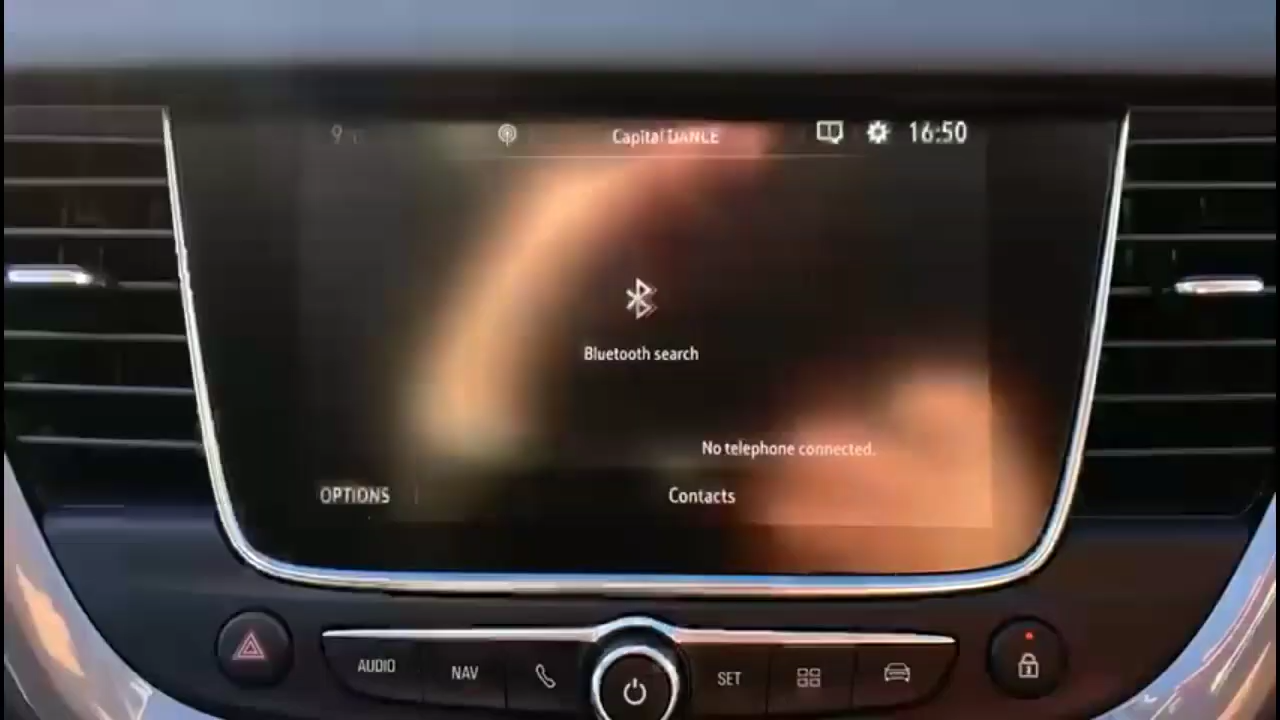 Capital DANCE
16:50
Bluetooth search
No telephone connected.
OPTIONS
Contacts
AUDIO
NAV
SET